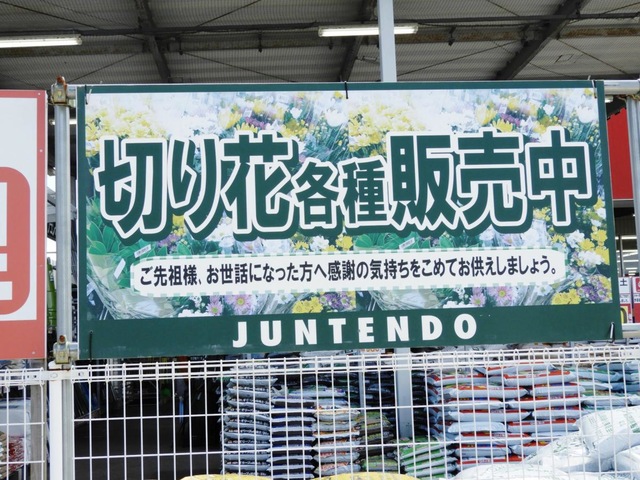 切り花各種販売中
ご先祖様、お世話になった方へ感謝の気持ちをこめてお供えしましょう。
JUNTENDO